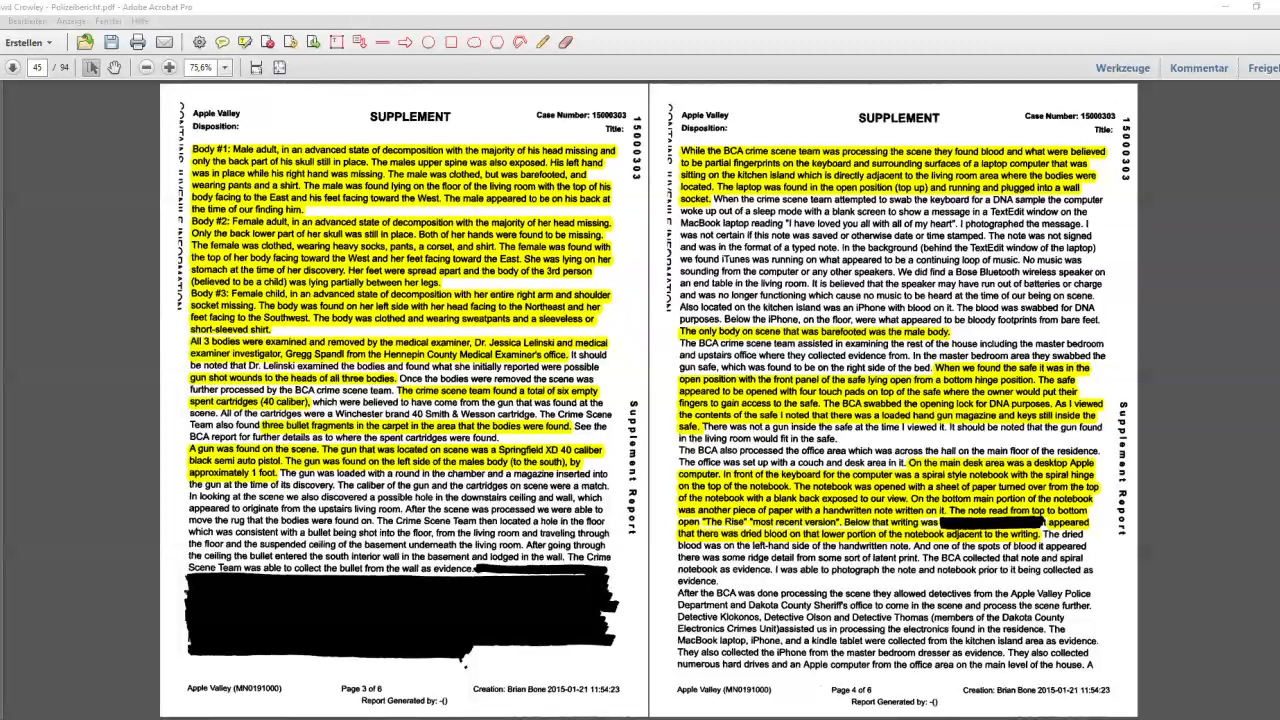 vid Crowley - Polizeibericht.pdf - Adobe Acrobat Pro
Bearbeiten Anzeige Fenster Hilfe
Erstellen
45 / 94 75,6% Werkzeuge Kommentar Freigel
Apple Valley SUPPLEMENT Case Number: 15000303
Disposition: Title:
Body #1: Male adult, in an advanced state of decomposition with the majority of his head missing and
only the back part of his skull still in place. The males upper spine was also exposed. His left hand
was in place while his right hand was missing. The male was clothed, but was barefooted, and
wearing pants and a shirt. The male was found lying on the floor of the living room with the top of his
body facing to the East and his feet facing toward the West. The male appeared to be on his back at
the time of our finding him.
Body #2: Female adult, in an advanced state of decomposition with the majority of her head missing.
Only the back lower part of her skull was still in place. Both of her hands were found to be missing.
The female was clothed, wearing heavy socks, pants, a corset, and shirt. The female was found with
the top of her body facing toward the West and her feet facing toward the East. She was lying on her
stomach at the time of her discovery. Her feet were spread apart and the body of the 3rd person
(believed to be a child) was lying partially between her legs.
Body #3: Female child, in an advanced state of decomposition with her entire right arm and shoulder
socket missing. The body was found on her left side with her head facing to the Northeast and her
feet facing to the Southwest. The body was clothed and wearing sweatpants and a sleeveless or
short-sleeved shirt.
All 3 bodies were examined and removed by the medical examiner, Dr. Jessica Lelinski and medical
examiner investigator, Gregg Spandl from the Hennepin County Medical Examiner's office. It should
be noted that Dr. Lelinski examined the bodies and found what she initially reported were possible
gun shot wounds to the heads of all three bodies. Once the bodies were removed the scene was
further processed by the BCA crime scene team. The crime scene team found a total of six empty
spent cartridges (40 caliber), which were believed to have come from the gun that was found at the
scene. All of the cartridges were a Winchester brand 40 Smith & Wesson cartridge. The Crime Scene
Team also found three bullet fragments in the carpet in the area that the bodies were found. See the
BCA report for further details as to where the spent cartridges were found.
A gun was found on the scene. The gun that was located on scene was a Springfield XD 40 caliber
black semi auto pistol. The gun was found on the left side of the males body (to the south), by
approximately 1 foot. The gun was loaded with a round in the chamber and a magazine inserted into
the gun at time of its discovery. The caliber of the gun and the cartridges on scene were a match.
In looking at the scene we also discovered a possible hole in the downstairs ceiling and wall, which
appeared to originate from the upstairs living room. After the scene was processed we were able to
move the rug that the bodies were found on. The Crime Scene Team then located a hole in the floor
which was consistent with a bullet being shot into the floor, from the living room and traveling through
the floor and the suspended ceiling of the basement underneath the living room. After going through
the ceiling the bullet entered the south interior wall in the basement and lodged in the wall. The Crime
Scene Team was able to collect the bullet from the wall as evidence.
Apple Valley (MN0191000) Page 3 of 6 Creation: Brian Bone 2015-01-21 11:54:23
Report Generated by: -()
15000303
Supplement Report
Apple Valley SUPPLEMENT Case Number: 15000303
Disposition: Title:
While the BCA crime scene team was processing the scene they found blood and what were believed
to be partial fingerprints on the keyboard and surrounding surfaces of a laptop computer that was
sitting on the kitchen island which is directly adjacent to the living room area where the bodies were
located. The laptop was found in the open position (top up) and running and plugged into a wall
socket. When the crime scene team attempted to swab the keyboard for a DNA sample the computer
woke up out of a sleep mode with a blank screen to show a message in a TextEdit window on the
MacBook laptop reading "I have loved you all with all of my heart". I photographed the message. I
was not certain if this note was saved or otherwise date or time stamped. The note was not signed
and was in the format of a typed note. In the background (behind the TextEdit window of the laptop)
we found iTunes was running on what appeared to be a continuing loop of music. No music was
sounding from the computer or any other speakers. We did find a Bose Bluetooth wireless speaker on
an end table in the living room. It is believed that the speaker may have run out of batteries or charge
and was no longer functioning which cause no music to be heard at the time of our being on scene.
Also located on the kitchen island was an iPhone with blood on it. The blood was swabbed for DNA
purposes. Below the iPhone, on the floor, were what appeared to be bloody footprints from bare feet.
The only body on scene that was barefooted was the male body.
The BCA crime scene team assisted in examining the rest of the house including the master bedroom
and upstairs office where they collected evidence from. In the master bedroom area they swabbed the
gun safe, which was found to be on the right side of the bed. When we found the safe it was in the
open position with the front panel of the safe lying open from a bottom hinge position. The safe
appeared to be opened with four touch pads on top of the safe where the owner would put their
fingers to gain access to the safe. The BCA swabbed the opening lock for DNA purposes. As I viewed
the contents of the safe I noted that there was a loaded hand gun magazine and keys still inside the
safe. There was not a gun inside the safe at the time I viewed it. It should be noted that the gun found
in the living room would fit in the safe.
The BCA also processed the office area which was across the hall on the main floor of the residence.
The office was set up with a couch and desk area in it. On the main desk area was a desktop Apple
computer. In front of the keyboard for the computer was a spiral style notebook with the spiral hinge
on the top of the notebook. The notebook was opened with a sheet of paper turned over from the top
of the notebook with a blank back exposed to our view. On the bottom main portion of the notebook
was another piece of paper with a handwritten note written on it. The note read from top to bottom
open "The Rise" "most recent version". Below that writing was appeared
that there was dried blood on that lower portion of the notebook adjacent to the writing. The dried
blood was on the left-hand side of the handwritten note. And one of the spots of blood it appeared
there was some ridge detail from some sort of latent print. The BCA collected that note and spiral
notebook as evidence. I was able to photograph the note and notebook prior to it being collected as
evidence.
After the BCA was done processing the scene they allowed detectives from the Apple Valley Police
Department and Dakota County Sheriff's office to come in the scene and process the scene further.
Detective Klokonos, Detective Olson and Detective Thomas (members of the Dakota County
Electronics Crimes Unit)assisted us in processing the electronics found in the residence. The
MacBook laptop, iPhone, and a kindle tablet were collected from the kitchen island area as evidence.
They also collected the iPhone from the master bedroom dresser as evidence. They also collected
numerous hard drives and an Apple computer from the office area on the main level of the house. A
Apple Valley (MN0191000) Page 4 of 6 Creation: Brian Bone 2015-01-21 11:54:23
Report Generated by: -()
15000303
Supplement Report